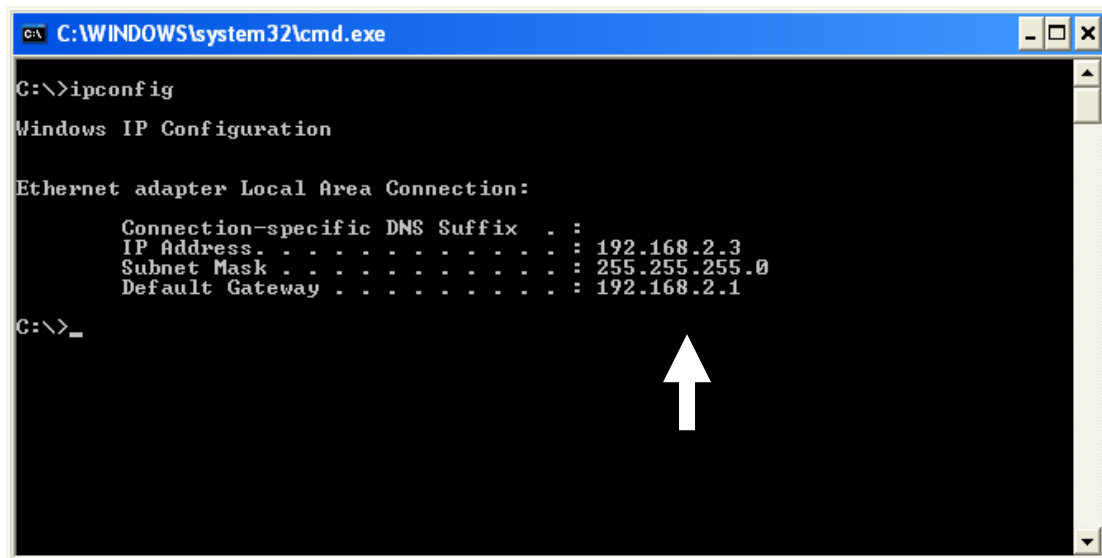 C:\WINDOWS\system32\cmd.exe
C:\>ipconfig
Windows IP Configuration
Ethernet adapter Local Area Connection:
Connection-specific DNS Suffix . :
IP Address. . . . . . . . . . . . : 192.168.2.3
Subnet Mask . . . . . . . . . . . : 255.255.255.0
Default Gateway . . . . . . . . . : 192.168.2.1
C:\>_